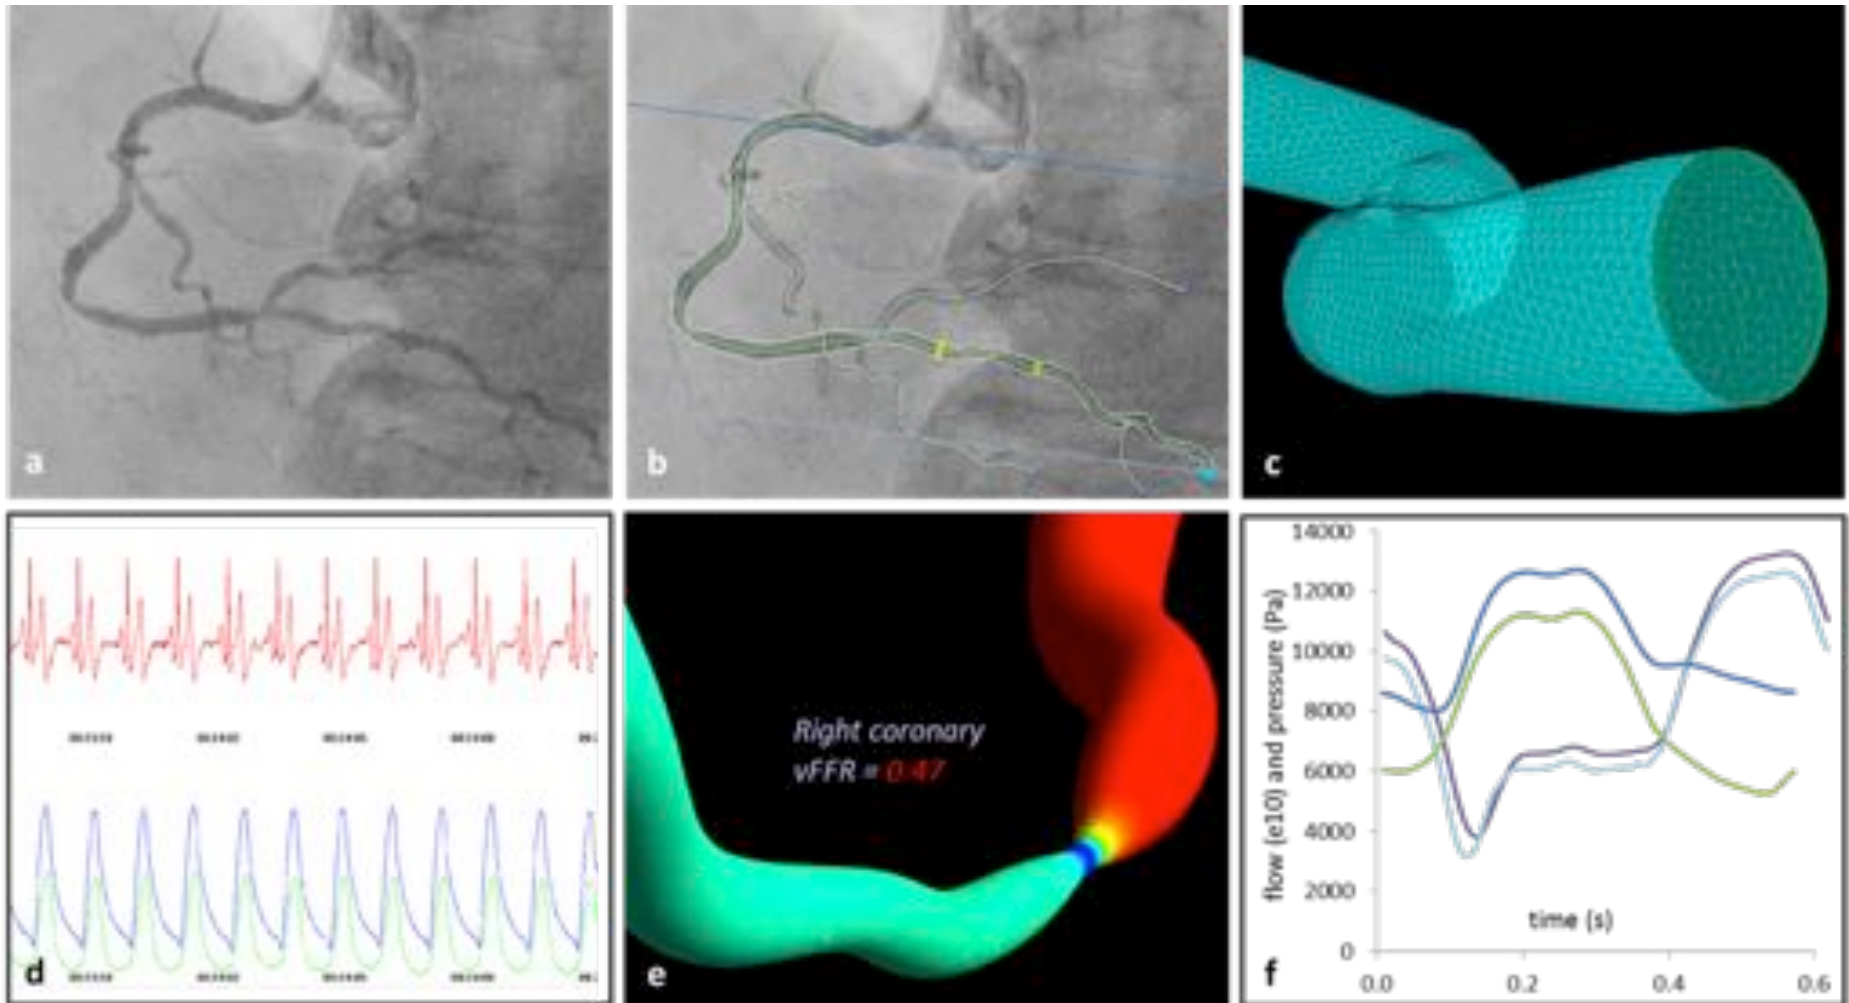 a
b
c
d
Right coronary
vFFR = 0.47
e
14000
12000
10000
8000
6000
4000
2000
0
flow (e10) and pressure (Pa)
time (s)
0.0
0.2
0.4
0.6
f